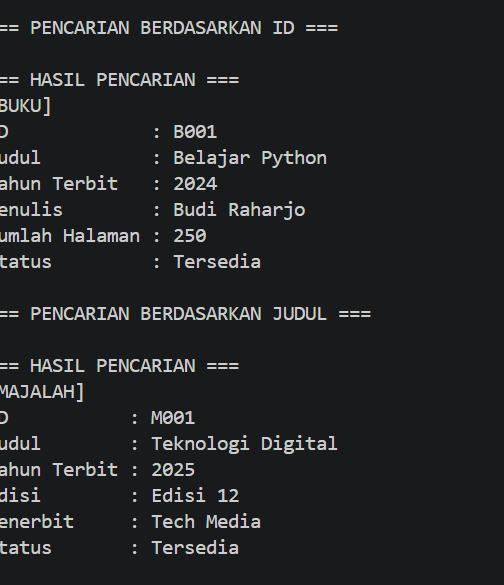 == PENCARIAN BERDASARKAN ID ===
== HASIL PENCARIAN ===
BUKU]
D : B001
udul : Belajar Python
ahun Terbit : 2024
enulis : Budi Raharjo
umlah Halaman : 250
tatus : Tersedia
== PENCARIAN BERDASARKAN JUDUL ===
== HASIL PENCARIAN ===
MAJALAH]
D : M001
udul : Teknologi Digital
ahun Terbit : 2025
disi : Edisi 12
enerbit : Tech Media
tatus : Tersedia